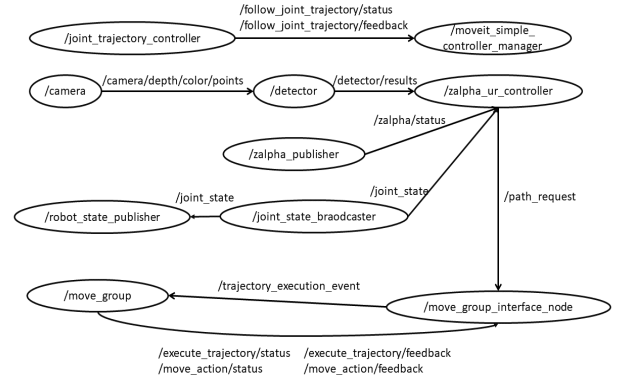 /follow_joint_trajectory/status
/follow_joint_trajectory/feedback
/joint_trajectory_controller
/moveit_simple_
controller_manager
/camera/depth/color/points
/detector/results
/camera
/detector
/zalpha_ur_controller
/zalpha/status
/zalpha_publisher
/joint_state
/joint_state
/path_request
/robot_state_publisher
/joint_state_braodcaster
/trajectory_execution_event
/move_group
/move_group_interface_node
/execute_trajectory/status /execute_trajectory/feedback
/move_action/status /move_action/feedback